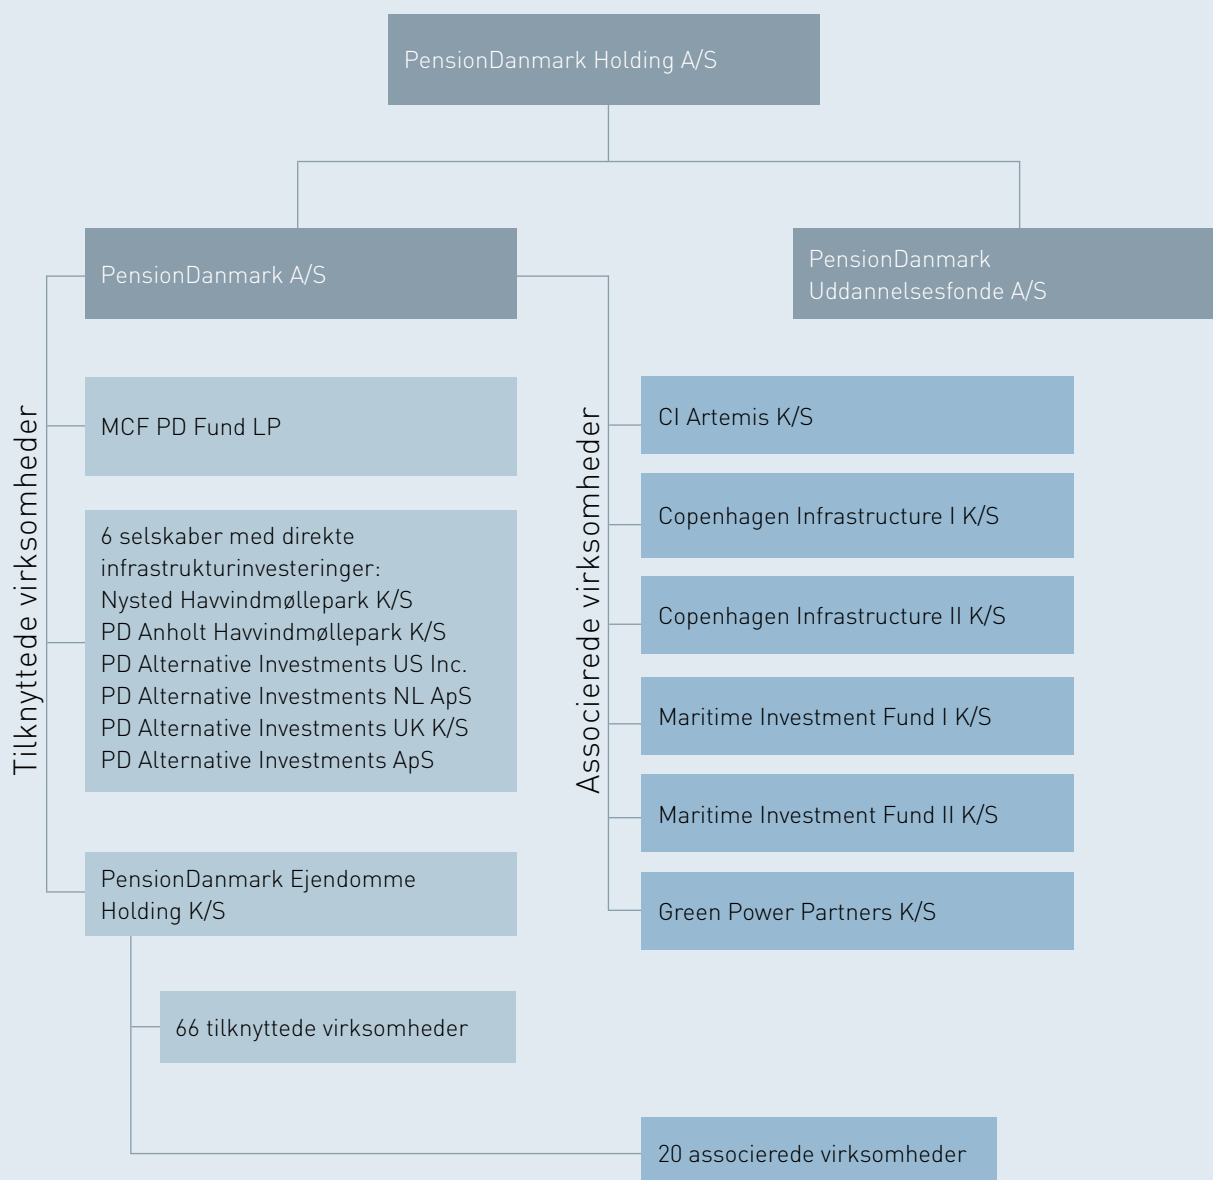 PensionDanmark Holding A/S
PensionDanmark A/S
PensionDanmark
Uddannelsesfonde A/S
Tilknyttede virksomheder
MCF PD Fund LP
6 selskaber med direkte
infrastrukturinvesteringer:
Nysted Havvindmøllepark K/S
PD Anholt Havvindmøllepark K/S
PD Alternative Investments US Inc.
PD Alternative Investments NL ApS
PD Alternative Investments UK K/S
PD Alternative Investments ApS
PensionDanmark Ejendomme
Holding K/S
66 tilknyttede virksomheder
Associerede virksomheder
CI Artemis K/S
Copenhagen Infrastructure I K/S
Copenhagen Infrastructure II K/S
Maritime Investment Fund I K/S
Maritime Investment Fund II K/S
Green Power Partners K/S
20 associerede virksomheder